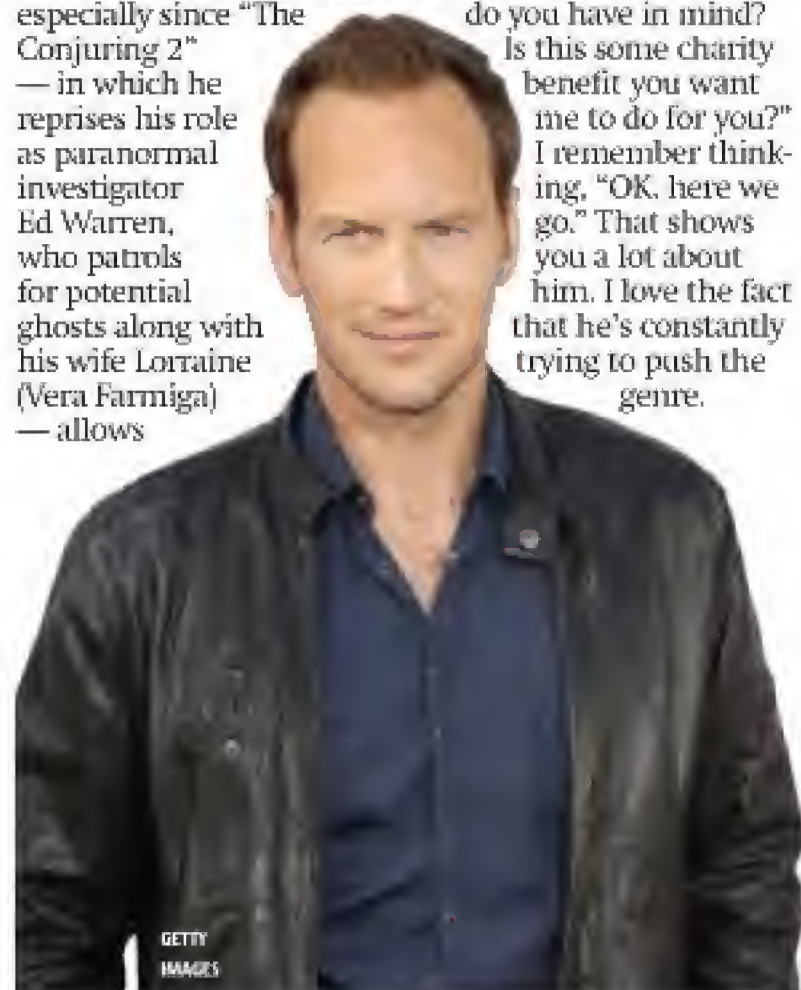 especially since “The
Conjuring 2”
— in which he
reprises his role
as paranormal
investigator
Ed Warren,
who patrols
for potential
ghosts along with
his wife Lorraine
(Vera Farmiga)
— allows
do you have in mind?
Is this some charity
benefit you want
me to do for you?”
I remember think-
ing, “OK, here we
go.” That shows
you a lot about
him. I love the fact
that he’s constantly
trying to push the
genre.
GETTY
IMAGES